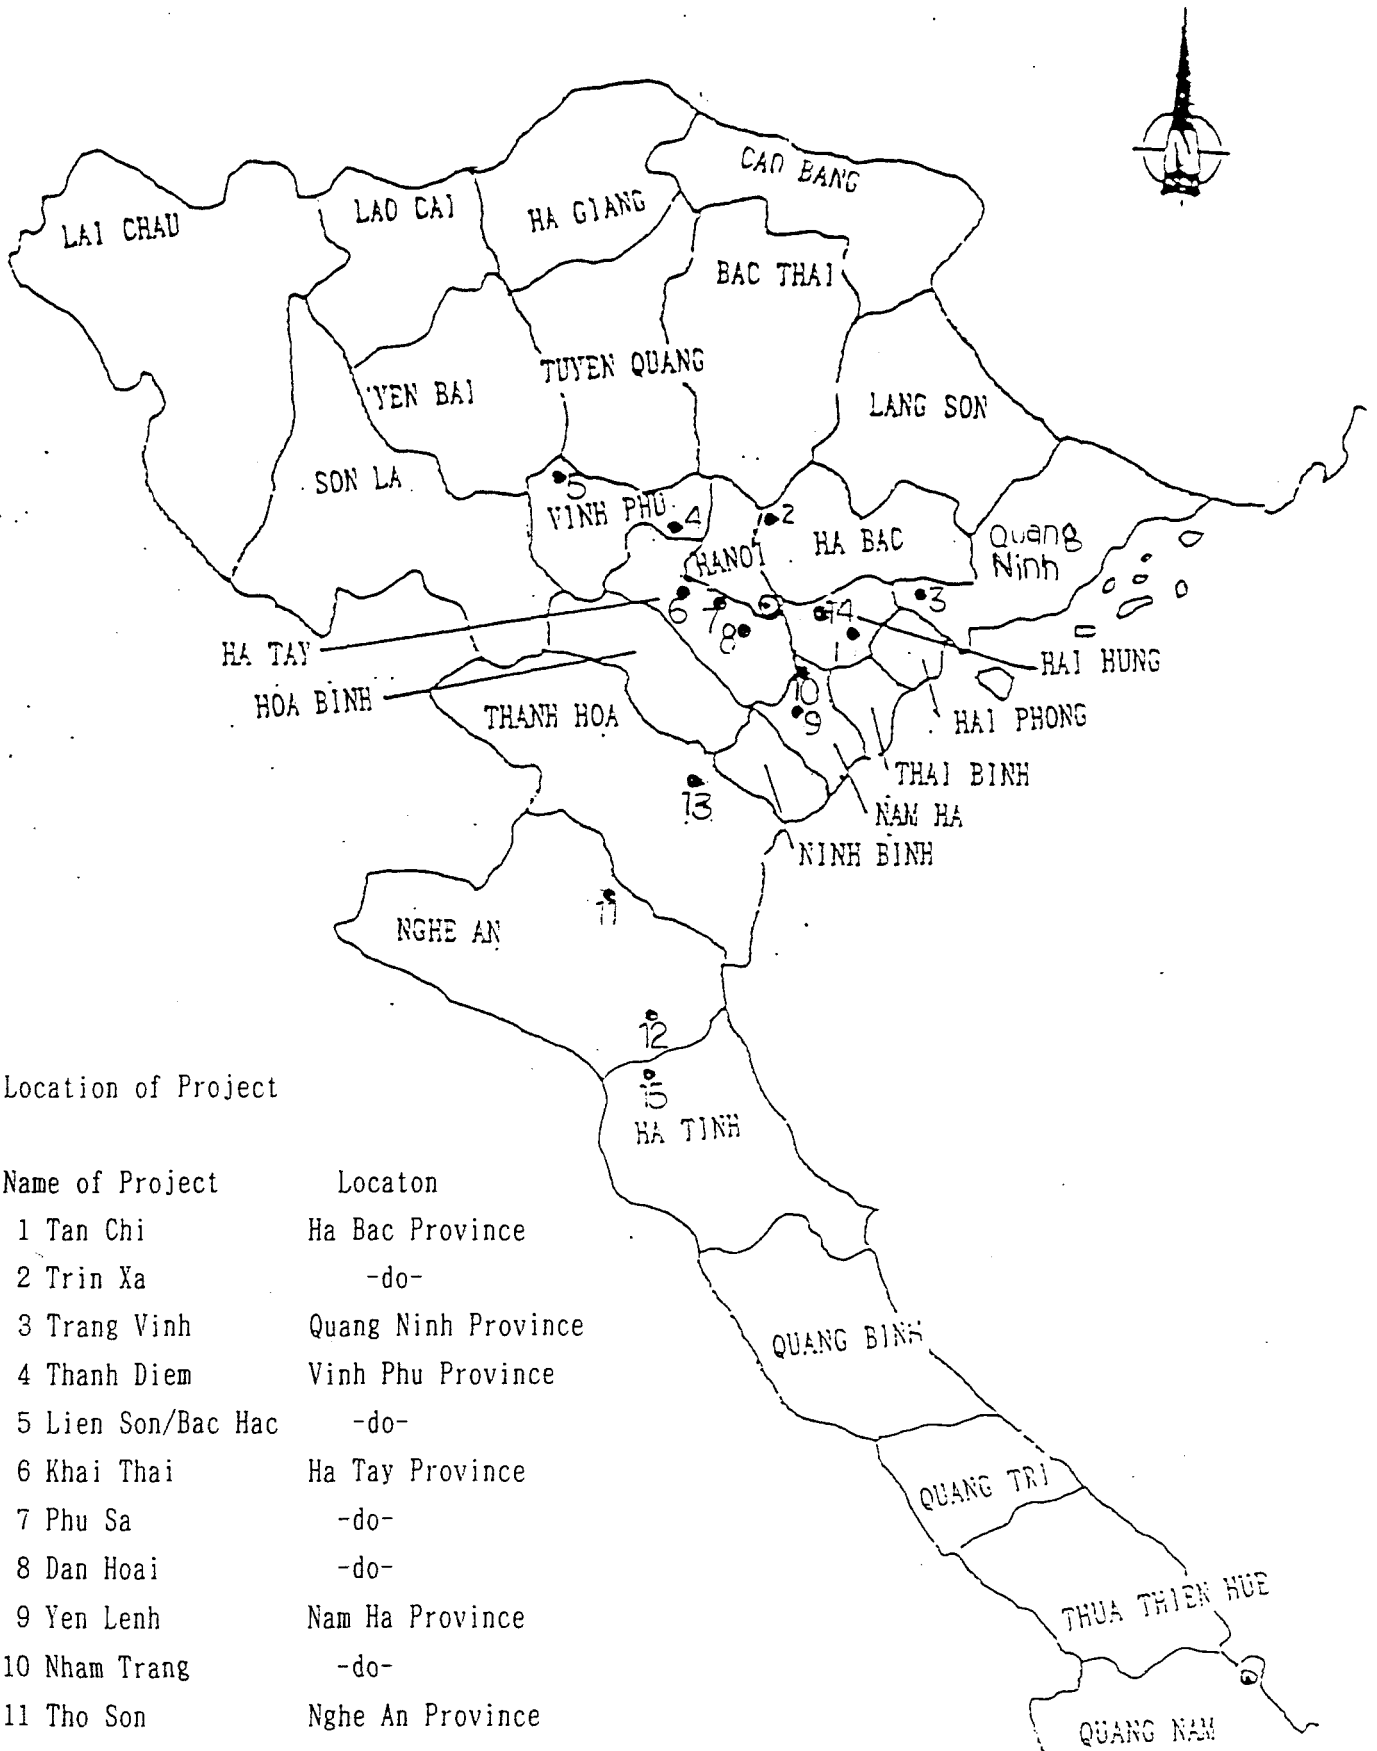 CAO BANG
LAO CAI
HA GIANG
LAI CHAU
BAC THAI
TUYEN QUANG
YEN BAI
LANG SON
SON LA
5
VINH PHU
4
2
HA BAC
Quang
Ninh
HANOI
6
7
8
14
3
HA TAY
HAI HUNG
HOA BINH
10
9
THANH HOA
HAI PHONG
THAI BINH
13
NAM HA
NINH BINH
11
NGHE AN
12
15
HA TINH
Location of Project
Name of Project Locaton
1 Tan Chi Ha Bac Province
2 Trin Xa -do-
3 Trang Vinh Quang Ninh Province
4 Thanh Diem Vinh Phu Province
5 Lien Son/Bac Hac -do-
6 Khai Thai Ha Tay Province
7 Phu Sa -do-
8 Dan Hoai -do-
9 Yen Lenh Nam Ha Province
10 Nham Trang -do-
11 Tho Son Nghe An Province
QUANG BINH
QUANG TRI
THUA THIEN HUE
QUANG NAM